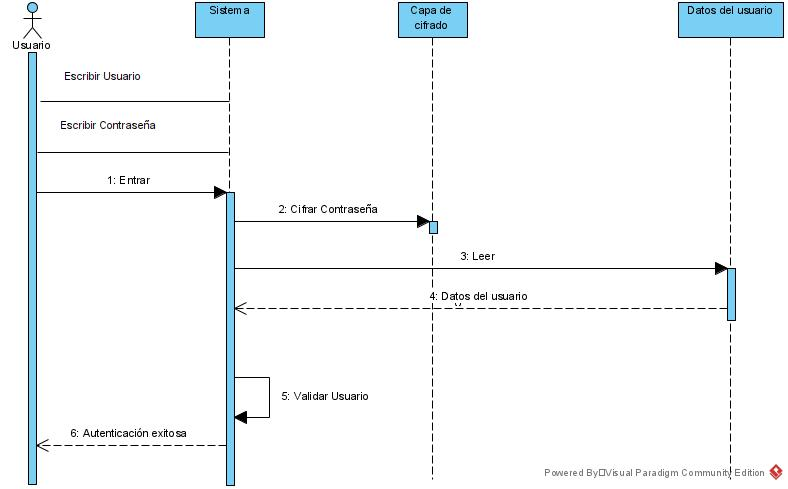 Usuario
Sistema
Capa de
cifrado
Datos del usuario
Escribir Usuario
Escribir Contraseña
1: Entrar
2: Cifrar Contraseña
3: Leer
4: Datos del usuario
5: Validar Usuario
6: Autenticación exitosa
Powered By Visual Paradigm Community Edition